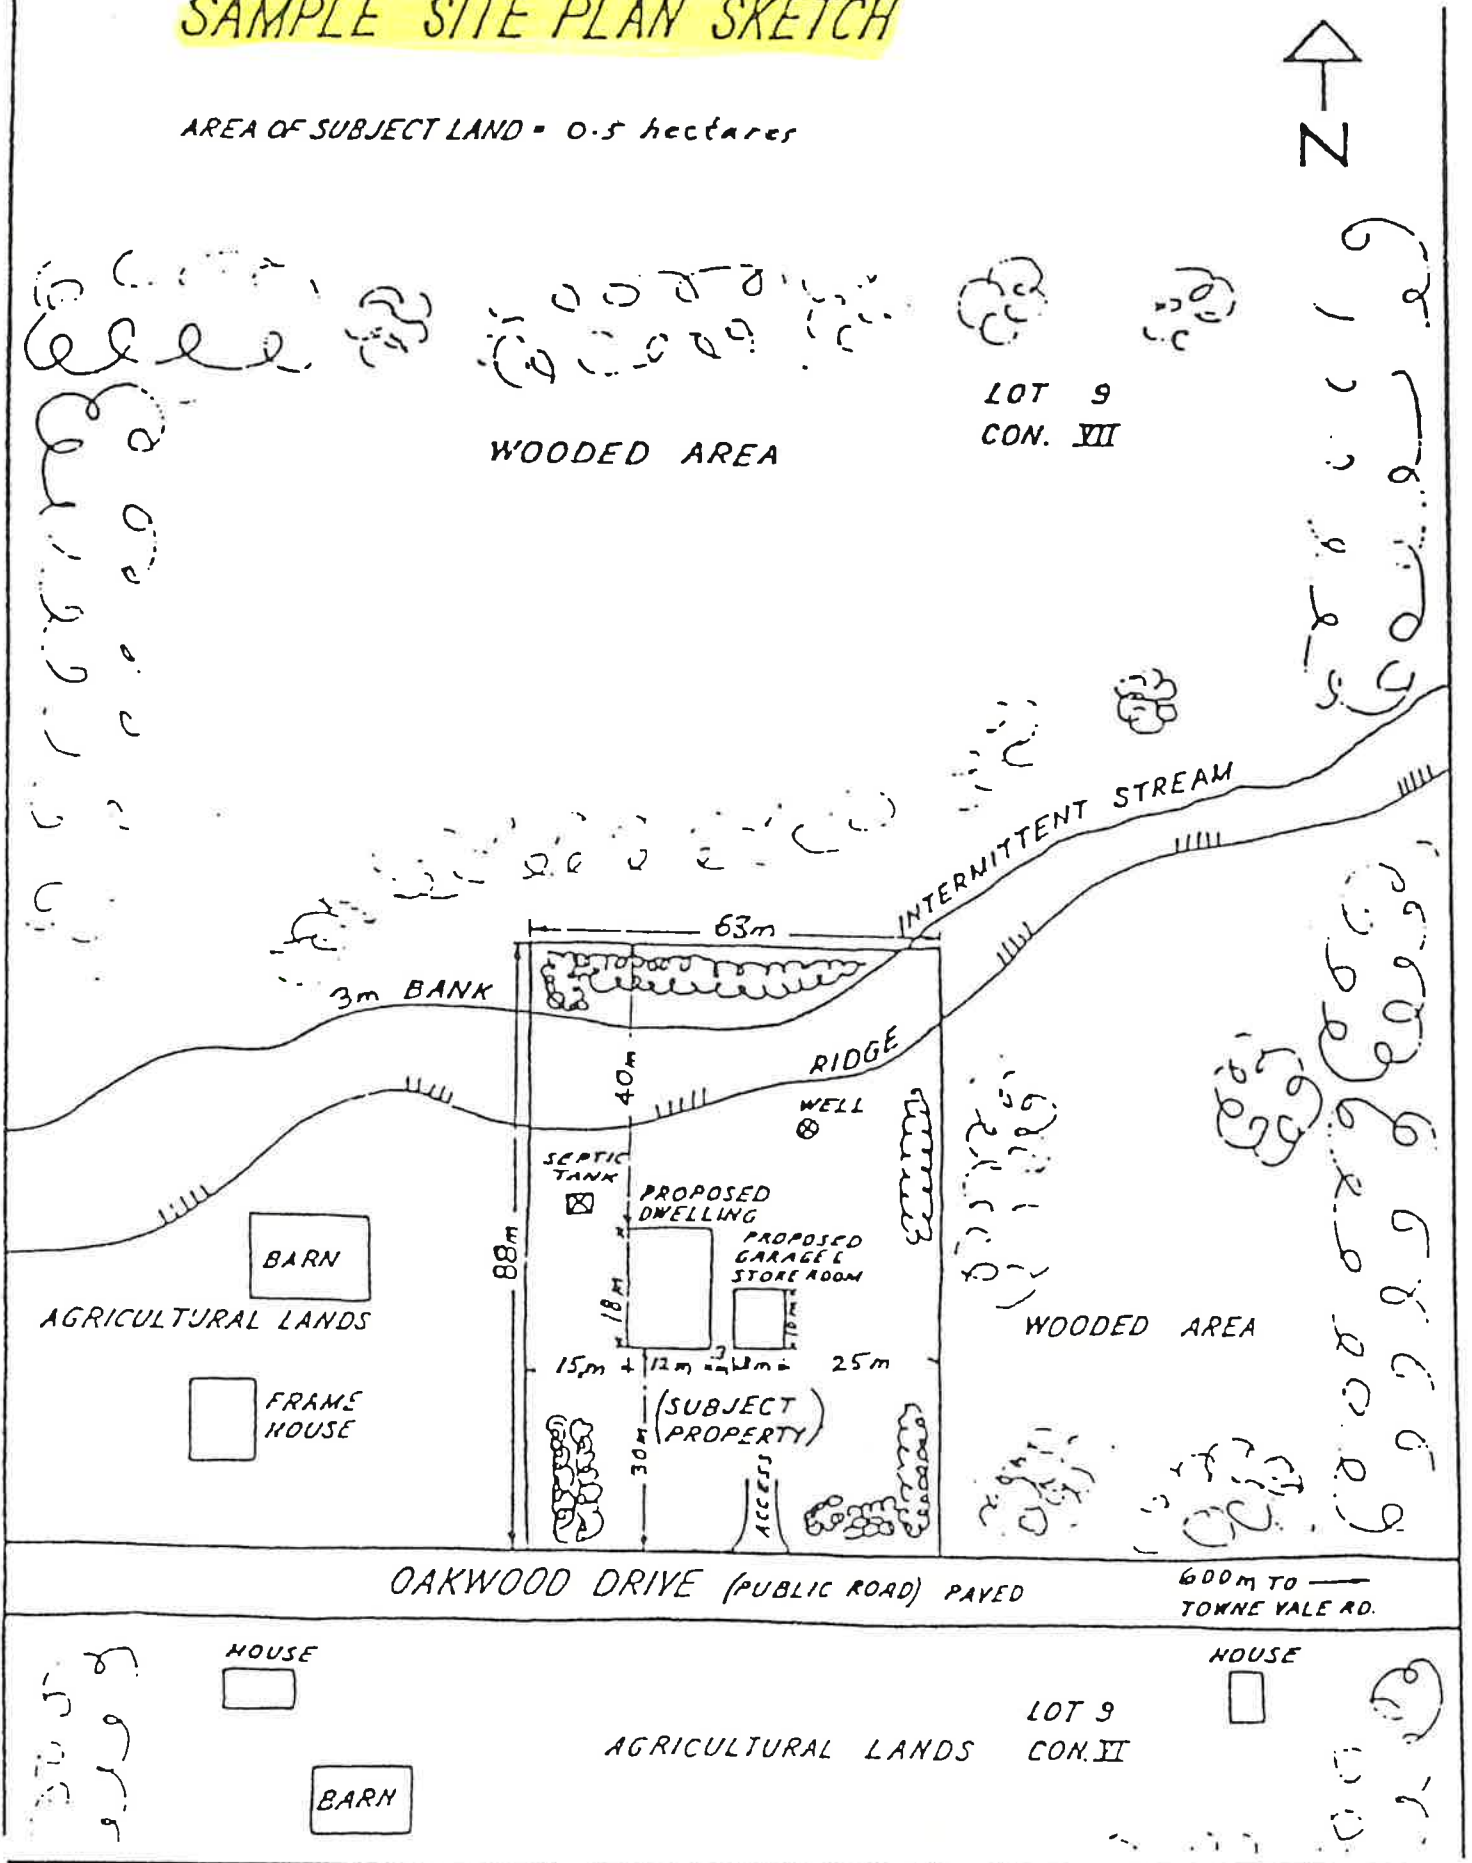 SAMPLE SITE PLAN SKETCH
AREA OF SUBJECT LAND = 0.5 hectares
N
LOT 9
CON. VII
WOODED AREA
INTERMITTENT STREAM
63m
3m BANK
RIDGE
40m
WELL
SEPTIC
TANK
PROPOSED
DWELLING
PROPOSED
GARAGE &
STORE ROOM
88m
BARN
18m
10m
AGRICULTURAL LANDS
WOODED AREA
15m
12m
3
m
8m
25m
FRAME
HOUSE
(SUBJECT
PROPERTY)
30m
ACCESS
OAKWOOD DRIVE (PUBLIC ROAD) PAVED
600m TO
TOWNE VALE RD.
HOUSE
HOUSE
LOT 9
AGRICULTURAL LANDS
CON. VI
BARN